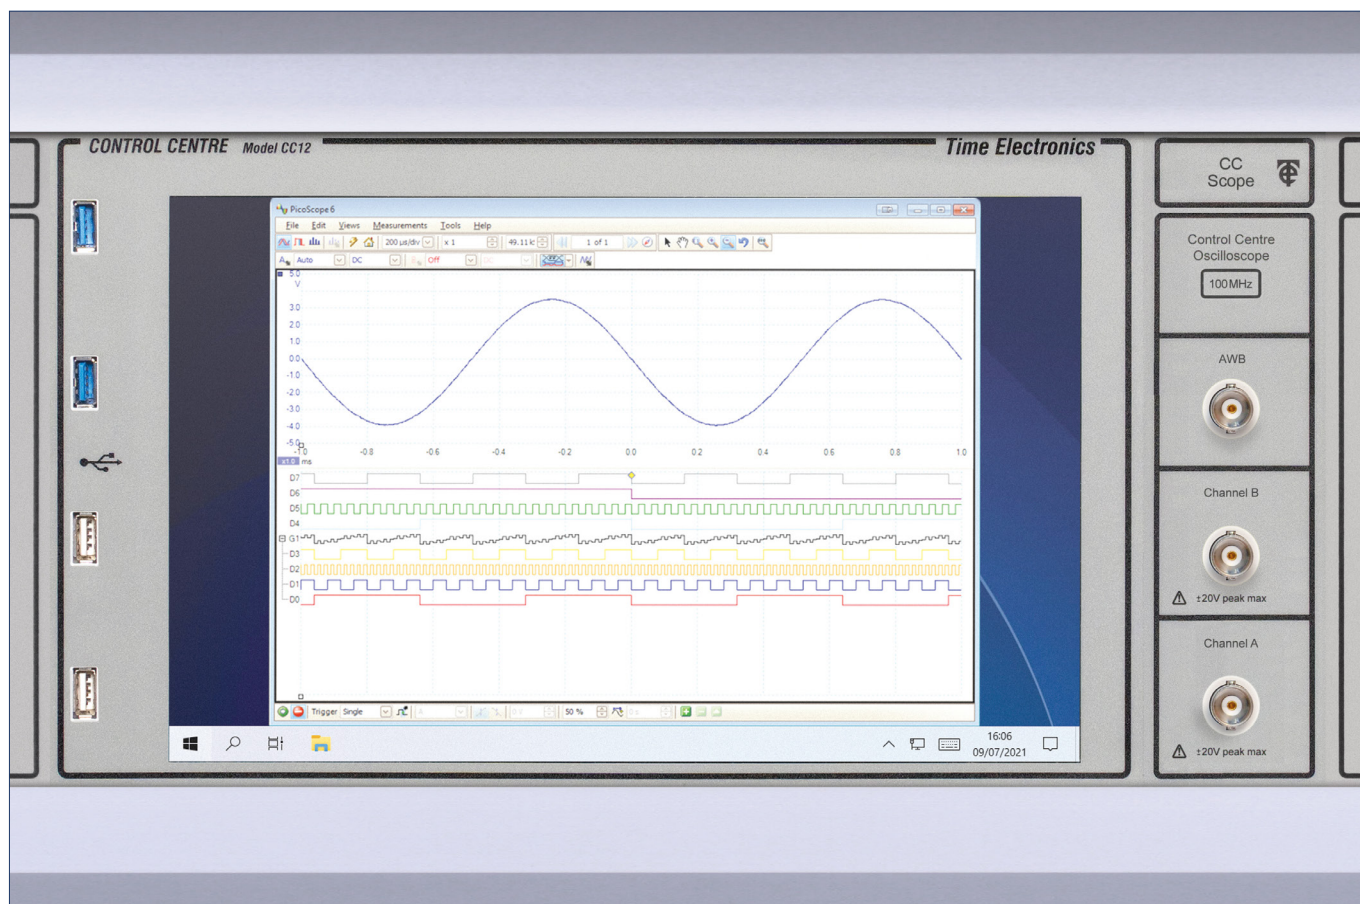 CONTROL CENTRE Model CC12
Time Electronics
CC
Scope
Control Centre
Oscilloscope
100MHz
AWB
Channel B
±20V peak max
Channel A
±20V peak max
PicoScope 6
File Edit Views Measurements Tools Help
200 µs/div x 1 1 of 1
A Auto DC Off DC
5.0
V
3.0
2.0
1.0
0.0
-1.0
-2.0
-3.0
-4.0
-5.0
-1.0 -0.8 -0.6 -0.4 -0.2 0.0 0.2 0.4 0.6 0.8 1.0
x1.0 ms
D7
D6
D5
D4
G1
D3
D2
D1
D0
Trigger Single A 50 %
16:06
09/07/2021